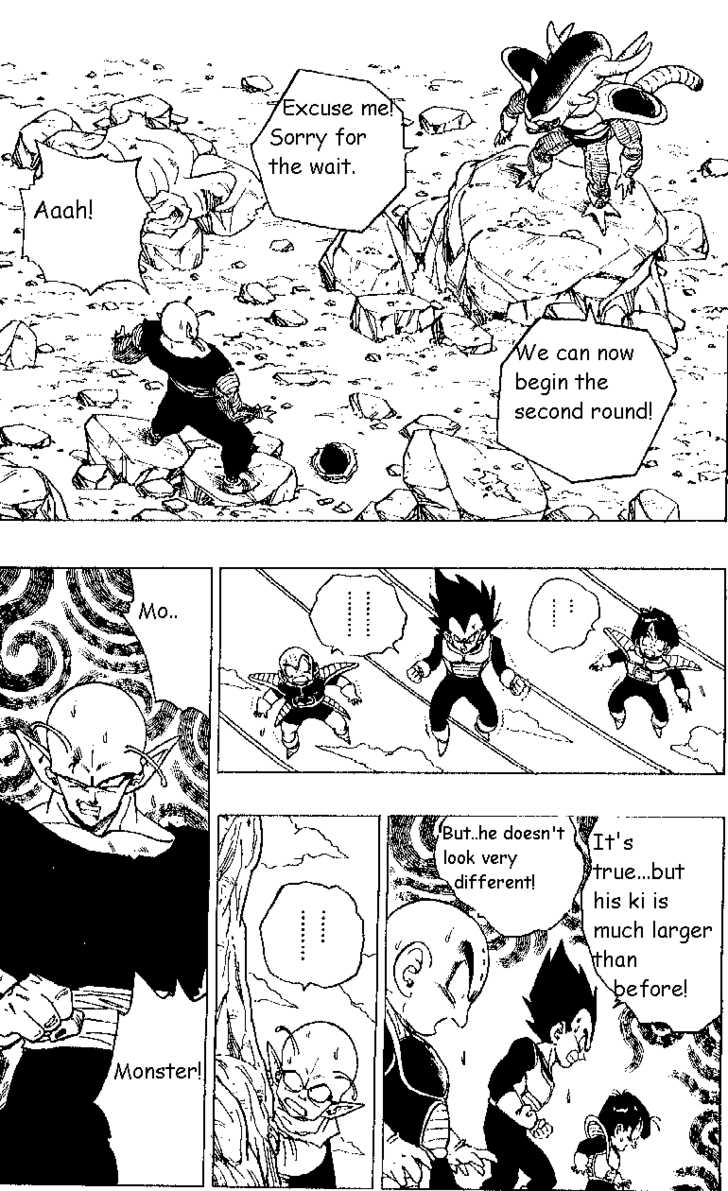 Excuse me!
Sorry for
the wait.
Aaah!
We can now
begin the
second round!
Mo..
Monster!
But..he doesn't
look very
different!
It's
true...but
his ki is
much larger
than
before!